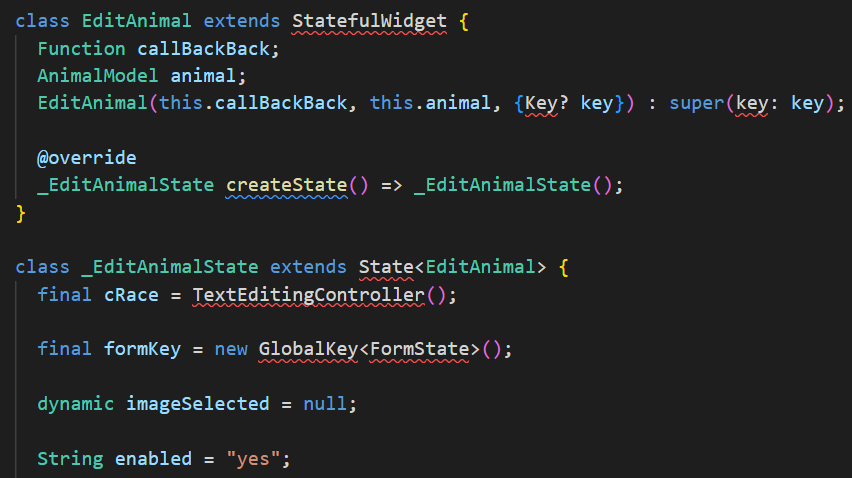 class EditAnimal extends StatefulWidget {
  Function callBackBack;
  AnimalModel animal;
  EditAnimal(this.callBackBack, this.animal, {Key? key}) : super(key: key);

  @override
  _EditAnimalState createState() => _EditAnimalState();
}

class _EditAnimalState extends State<EditAnimal> {
  final cRace = TextEditingController();

  final formKey = new GlobalKey<FormState>();

  dynamic imageSelected = null;

  String enabled = "yes";